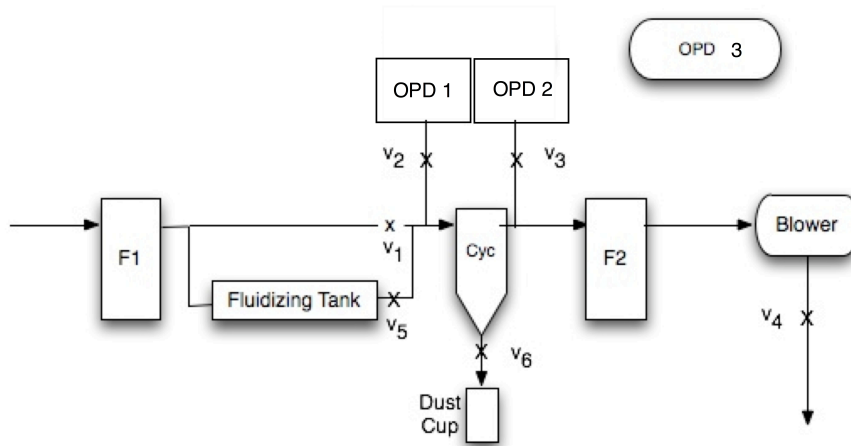 OPD 1
OPD 2
OPD 3
v2
v3
F1
v1
Fluidizing Tank
v5
Cyc
F2
Blower
v4
v6
Dust
Cup